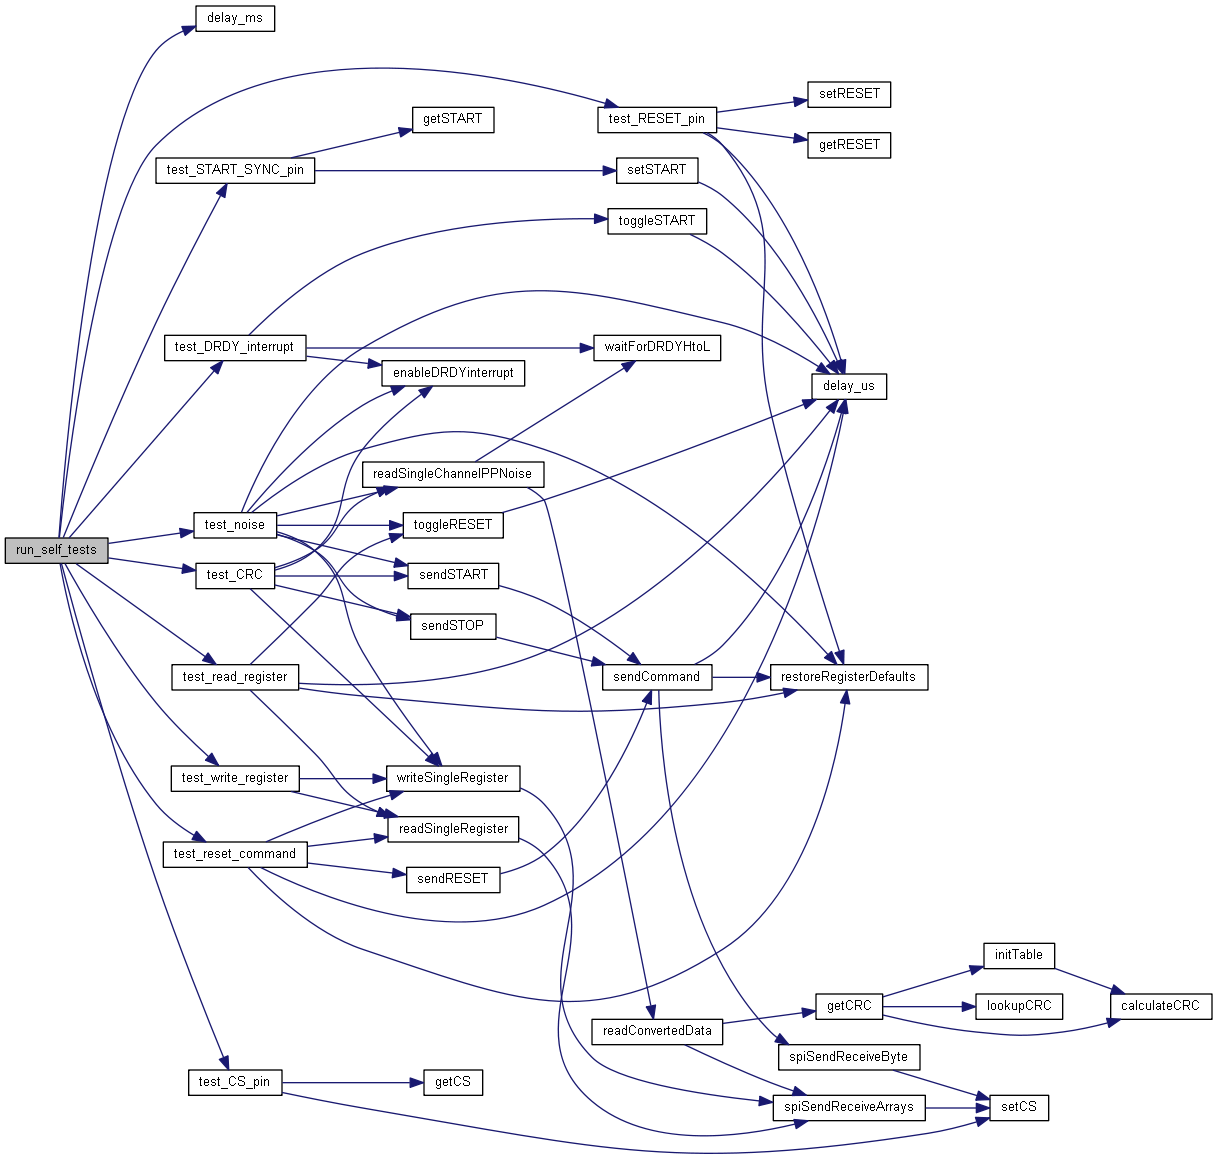 delay_ms
setRESET
test_RESET_pin
getSTART
getRESET
test_START_SYNC_pin
setSTART
toggleSTART
test_DRDY_interrupt
waitForDRDYHtoL
enableDRDYinterrupt
delay_us
readSingleChannelPPNoise
test_noise
toggleRESET
run_self_tests
test_CRC
sendSTART
sendSTOP
test_read_register
sendCommand
restoreRegisterDefaults
test_write_register
writeSingleRegister
readSingleRegister
test_reset_command
sendRESET
initTable
getCRC
lookupCRC
calculateCRC
readConvertedData
spiSendReceiveByte
test_CS_pin
getCS
spiSendReceiveArrays
setCS